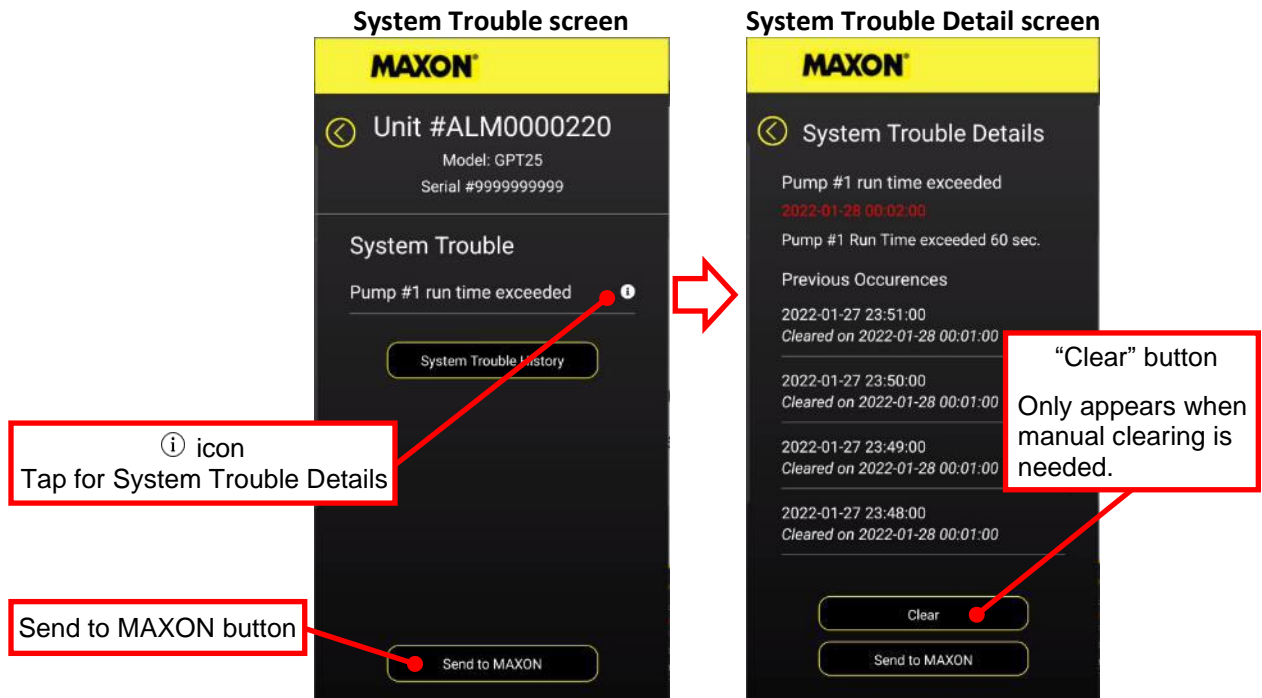 System Trouble screen
MAXON®
Unit #ALM0000220
Model: GPT25
Serial #9999999999
System Trouble
Pump #1 run time exceeded
System Trouble History
Send to MAXON
ⓘ icon
Tap for System Trouble Details
Send to MAXON button
System Trouble Detail screen
MAXON®
System Trouble Details
Pump #1 run time exceeded
2022-01-28 00:02:00
Pump #1 Run Time exceeded 60 sec.
Previous Occurences
2022-01-27 23:51:00
Cleared on 2022-01-28 00:01:00
2022-01-27 23:50:00
Cleared on 2022-01-28 00:01:00
2022-01-27 23:49:00
Cleared on 2022-01-28 00:01:00
2022-01-27 23:48:00
Cleared on 2022-01-28 00:01:00
Clear
Send to MAXON
“Clear” button
Only appears when
manual clearing is
needed.